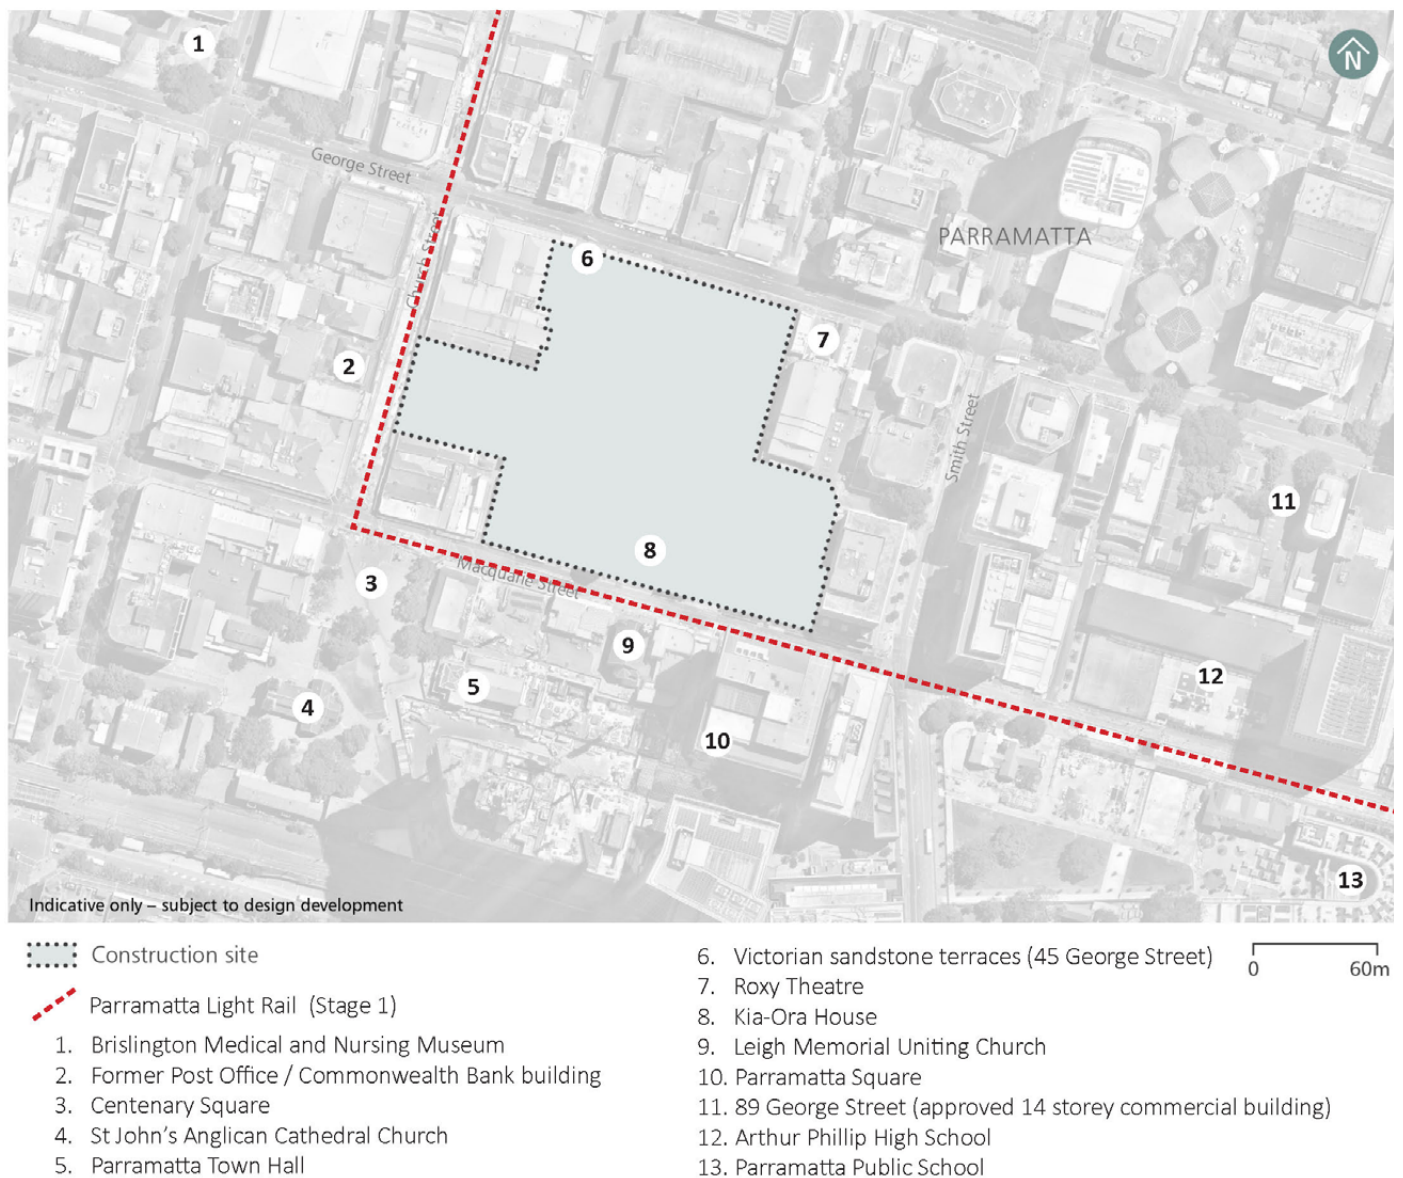 1
N
George Street
PARRAMATTA
Church Street
6
7
2
Smith Street
11
8
Macquarie Street
3
9
12
5
4
10
13
Indicative only – subject to design development
Construction site
Parramatta Light Rail (Stage 1)
1. Brislington Medical and Nursing Museum
2. Former Post Office / Commonwealth Bank building
3. Centenary Square
4. St John's Anglican Cathedral Church
5. Parramatta Town Hall
6. Victorian sandstone terraces (45 George Street)
7. Roxy Theatre
8. Kia-Ora House
9. Leigh Memorial Uniting Church
10. Parramatta Square
11. 89 George Street (approved 14 storey commercial building)
12. Arthur Phillip High School
13. Parramatta Public School
0 60m